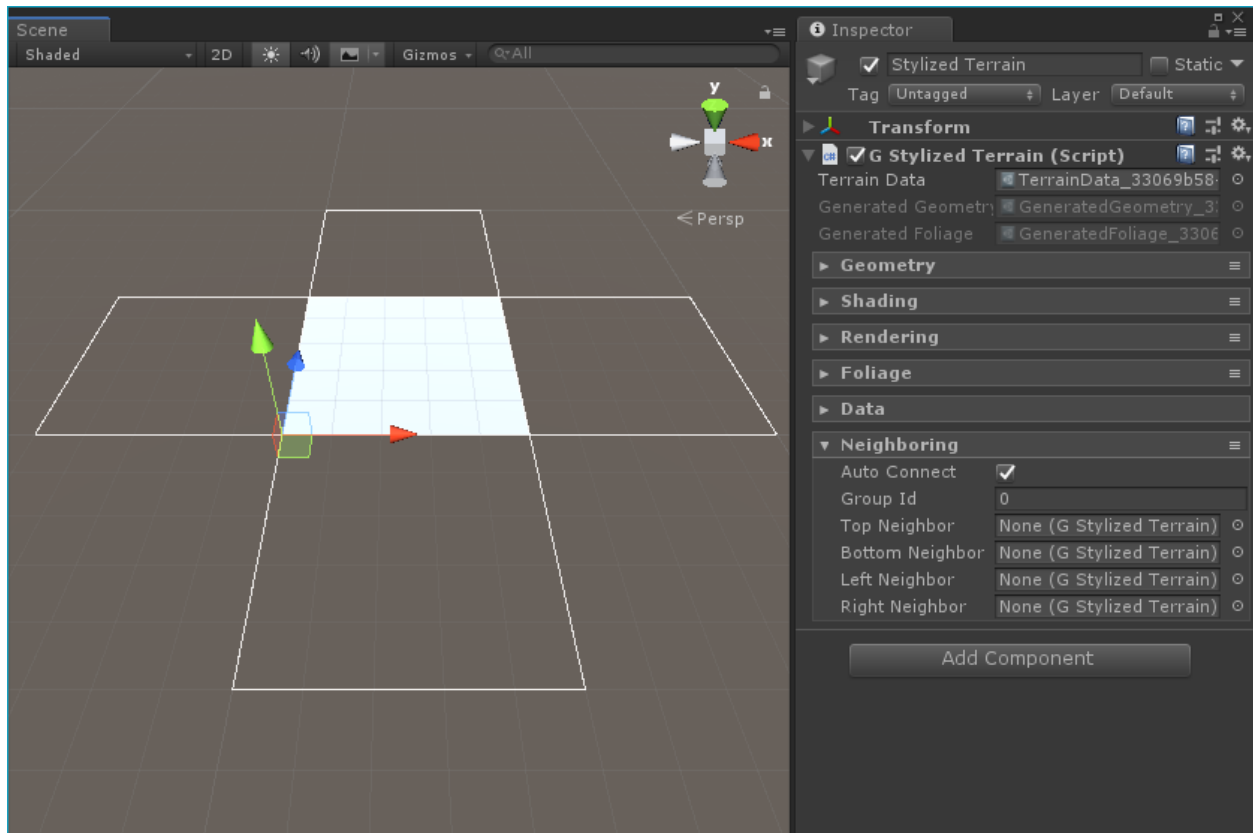 Scene
Shaded 2D Gizmos All
y
x
Persp
Inspector
Stylized Terrain Static
Tag Untagged Layer Default
Transform
G Stylized Terrain (Script)
Terrain Data TerrainData_33069b58-
Generated Geometry GeneratedGeometry_3
Generated Foliage GeneratedFoliage_3306
Geometry
Shading
Rendering
Foliage
Data
Neighboring
Auto Connect
Group Id 0
Top Neighbor None (G Stylized Terrain)
Bottom Neighbor None (G Stylized Terrain)
Left Neighbor None (G Stylized Terrain)
Right Neighbor None (G Stylized Terrain)
Add Component